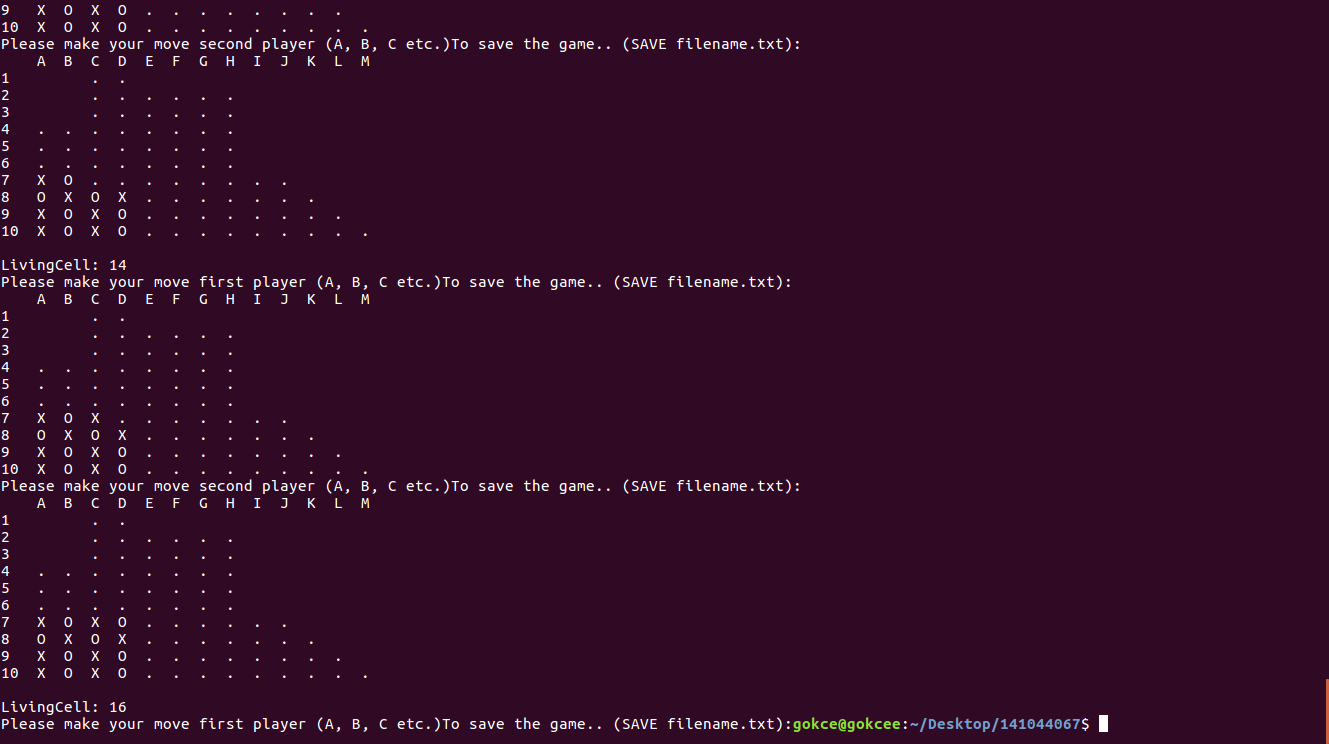 9   X  O  X  O  .  .  .  .  .  .  .  .
10  X  O  X  O  .  .  .  .  .  .  .  .  .
Please make your move second player (A, B, C etc.)To save the game.. (SAVE filename.txt):
    A  B  C  D  E  F  G  H  I  J  K  L  M
1         .  .
2         .  .  .  .  .  .
3         .  .  .  .  .  .
4   .  .  .  .  .  .  .  .
5   .  .  .  .  .  .  .  .
6   .  .  .  .  .  .  .  .
7   X  O  .  .  .  .  .  .  .  .
8   O  X  O  X  .  .  .  .  .  .  .
9   X  O  X  O  .  .  .  .  .  .  .  .
10  X  O  X  O  .  .  .  .  .  .  .  .  .
LivingCell: 14
Please make your move first player (A, B, C etc.)To save the game.. (SAVE filename.txt):
    A  B  C  D  E  F  G  H  I  J  K  L  M
1         .  .
2         .  .  .  .  .  .
3         .  .  .  .  .  .
4   .  .  .  .  .  .  .  .
5   .  .  .  .  .  .  .  .
6   .  .  .  .  .  .  .  .
7   X  O  X  .  .  .  .  .  .  .
8   O  X  O  X  .  .  .  .  .  .  .
9   X  O  X  O  .  .  .  .  .  .  .  .
10  X  O  X  O  .  .  .  .  .  .  .  .  .
Please make your move second player (A, B, C etc.)To save the game.. (SAVE filename.txt):
    A  B  C  D  E  F  G  H  I  J  K  L  M
1         .  .
2         .  .  .  .  .  .
3         .  .  .  .  .  .
4   .  .  .  .  .  .  .  .
5   .  .  .  .  .  .  .  .
6   .  .  .  .  .  .  .  .
7   X  O  X  O  .  .  .  .  .  .
8   O  X  O  X  .  .  .  .  .  .  .
9   X  O  X  O  .  .  .  .  .  .  .  .
10  X  O  X  O  .  .  .  .  .  .  .  .  .
LivingCell: 16
Please make your move first player (A, B, C etc.)To save the game.. (SAVE filename.txt):gokce@gokcee:~/Desktop/141044067$